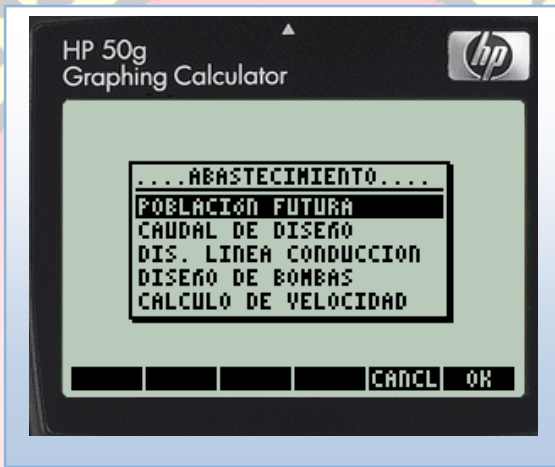 HP 50g
Graphing Calculator
hp
....ABASTECIMIENTO....
POBLACIóN FUTURA
CAUDAL DE DISEñO
DIS. LINEA CONDUCCION
DISEñO DE BOMBAS
CALCULO DE VELOCIDAD
CANCL OK